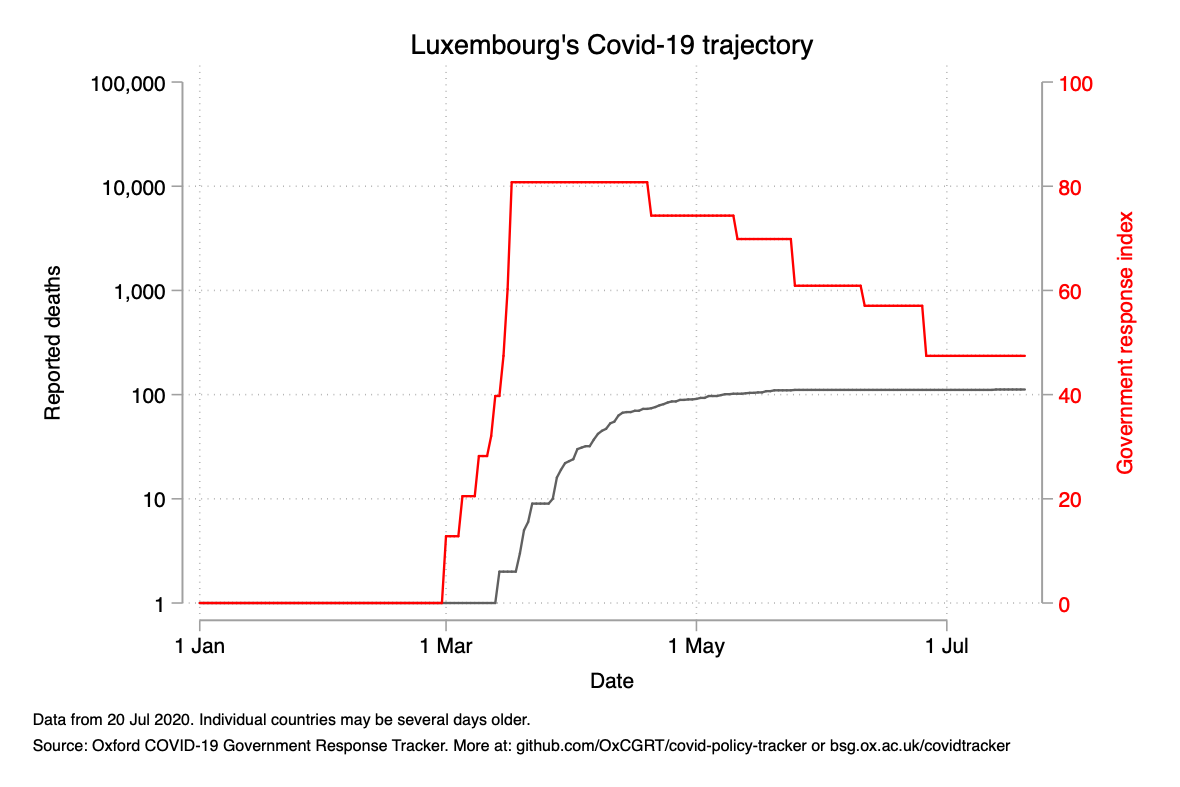 Luxembourg's Covid-19 trajectory
100,000
10,000
1,000
100
10
1
Reported deaths
100
80
60
40
20
0
Government response index
1 Jan
1 Mar
1 May
1 Jul
Date
Data from 20 Jul 2020. Individual countries may be several days older.
Source: Oxford COVID-19 Government Response Tracker. More at: github.com/OxCGRT/covid-policy-tracker or bsg.ox.ac.uk/covidtracker